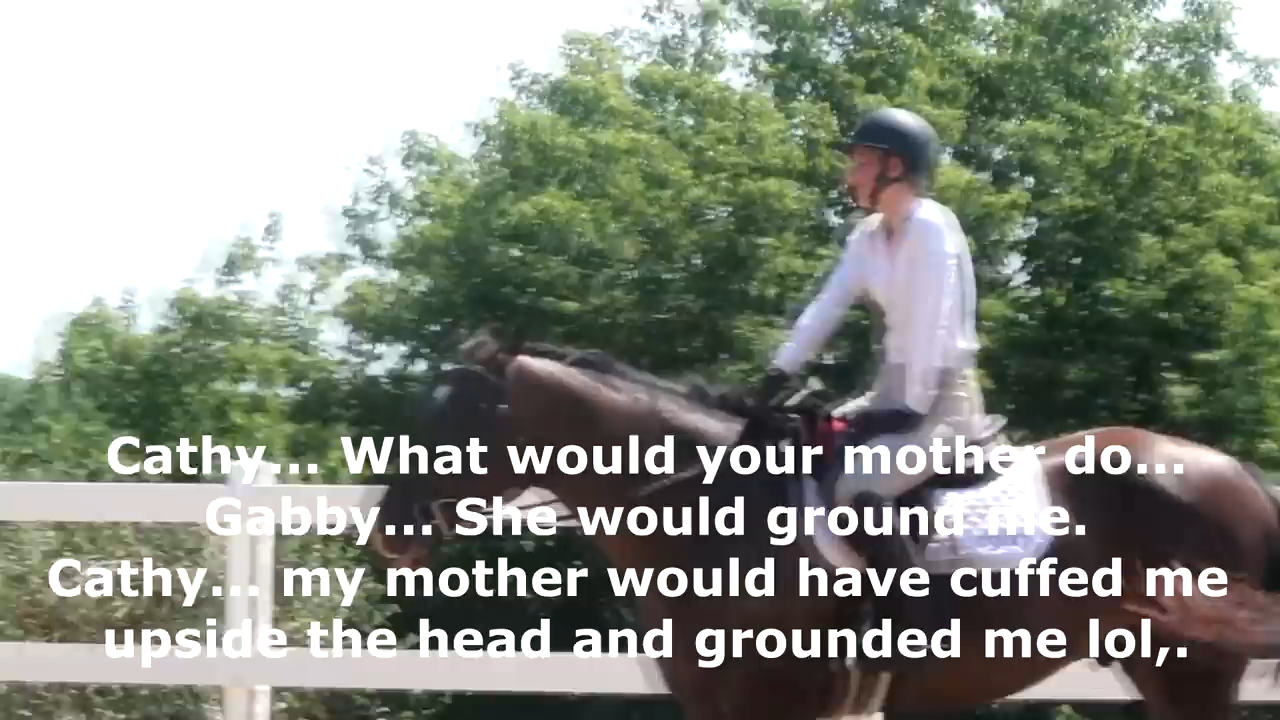 Cathy... What would your mother do...
Gabby... She would ground me.
Cathy... my mother would have cuffed me
upside the head and grounded me lol,.